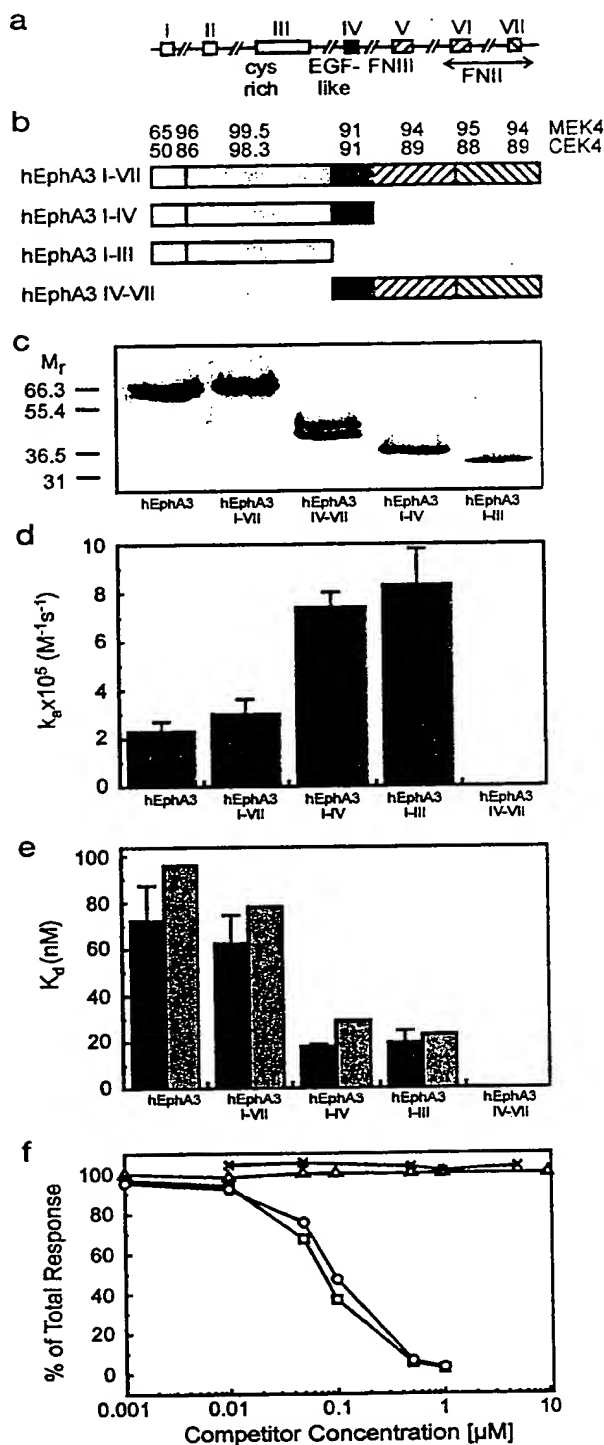 a
I II III IV V VI VII
cys rich EGF-like FNIII FNII
b
65 96 99.5 91 94 95 94 MEK4
50 86 98.3 91 89 88 89 CEK4
hEphA3 I-VII
hEphA3 I-IV
hEphA3 I-III
hEphA3 IV-VII
c
Mr
66.3
55.4
36.5
31
hEphA3 hEphA3 I-VII hEphA3 IV-VII hEphA3 I-IV hEphA3 I-III
d
ka x10⁵ (M⁻¹s⁻¹)
10
8
6
4
2
0
hEphA3 hEphA3 I-VII hEphA3 I-IV hEphA3 I-III hEphA3 IV-VII
e
Kd (nM)
100
80
60
40
20
0
hEphA3 hEphA3 I-VII hEphA3 I-IV hEphA3 I-III hEphA3 IV-VII
f
% of Total Response
100
80
60
40
20
0
0.001 0.01 0.1 1 10
Competitor Concentration [µM]